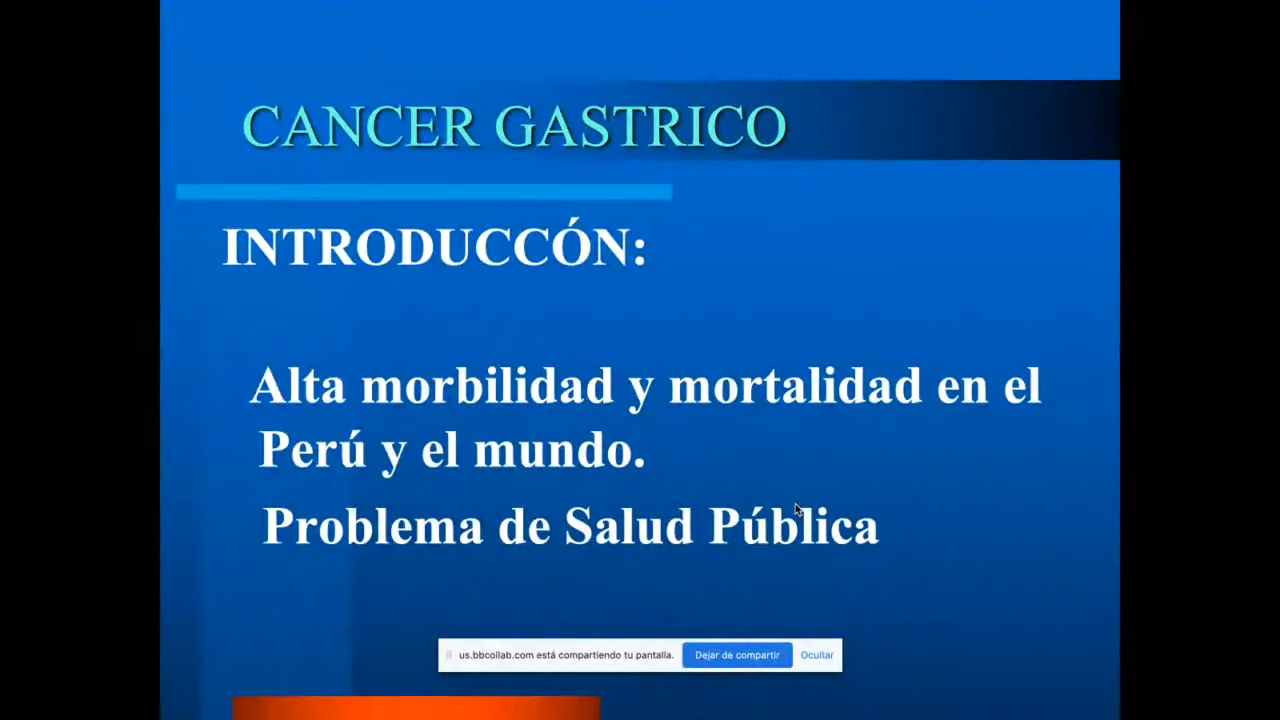 CANCER GASTRICO
INTRODUCCÓN:
Alta morbilidad y mortalidad en el
Perú y el mundo.
Problema de Salud Pública
us.bbcollab.com está compartiendo tu pantalla. Dejar de compartir Ocultar